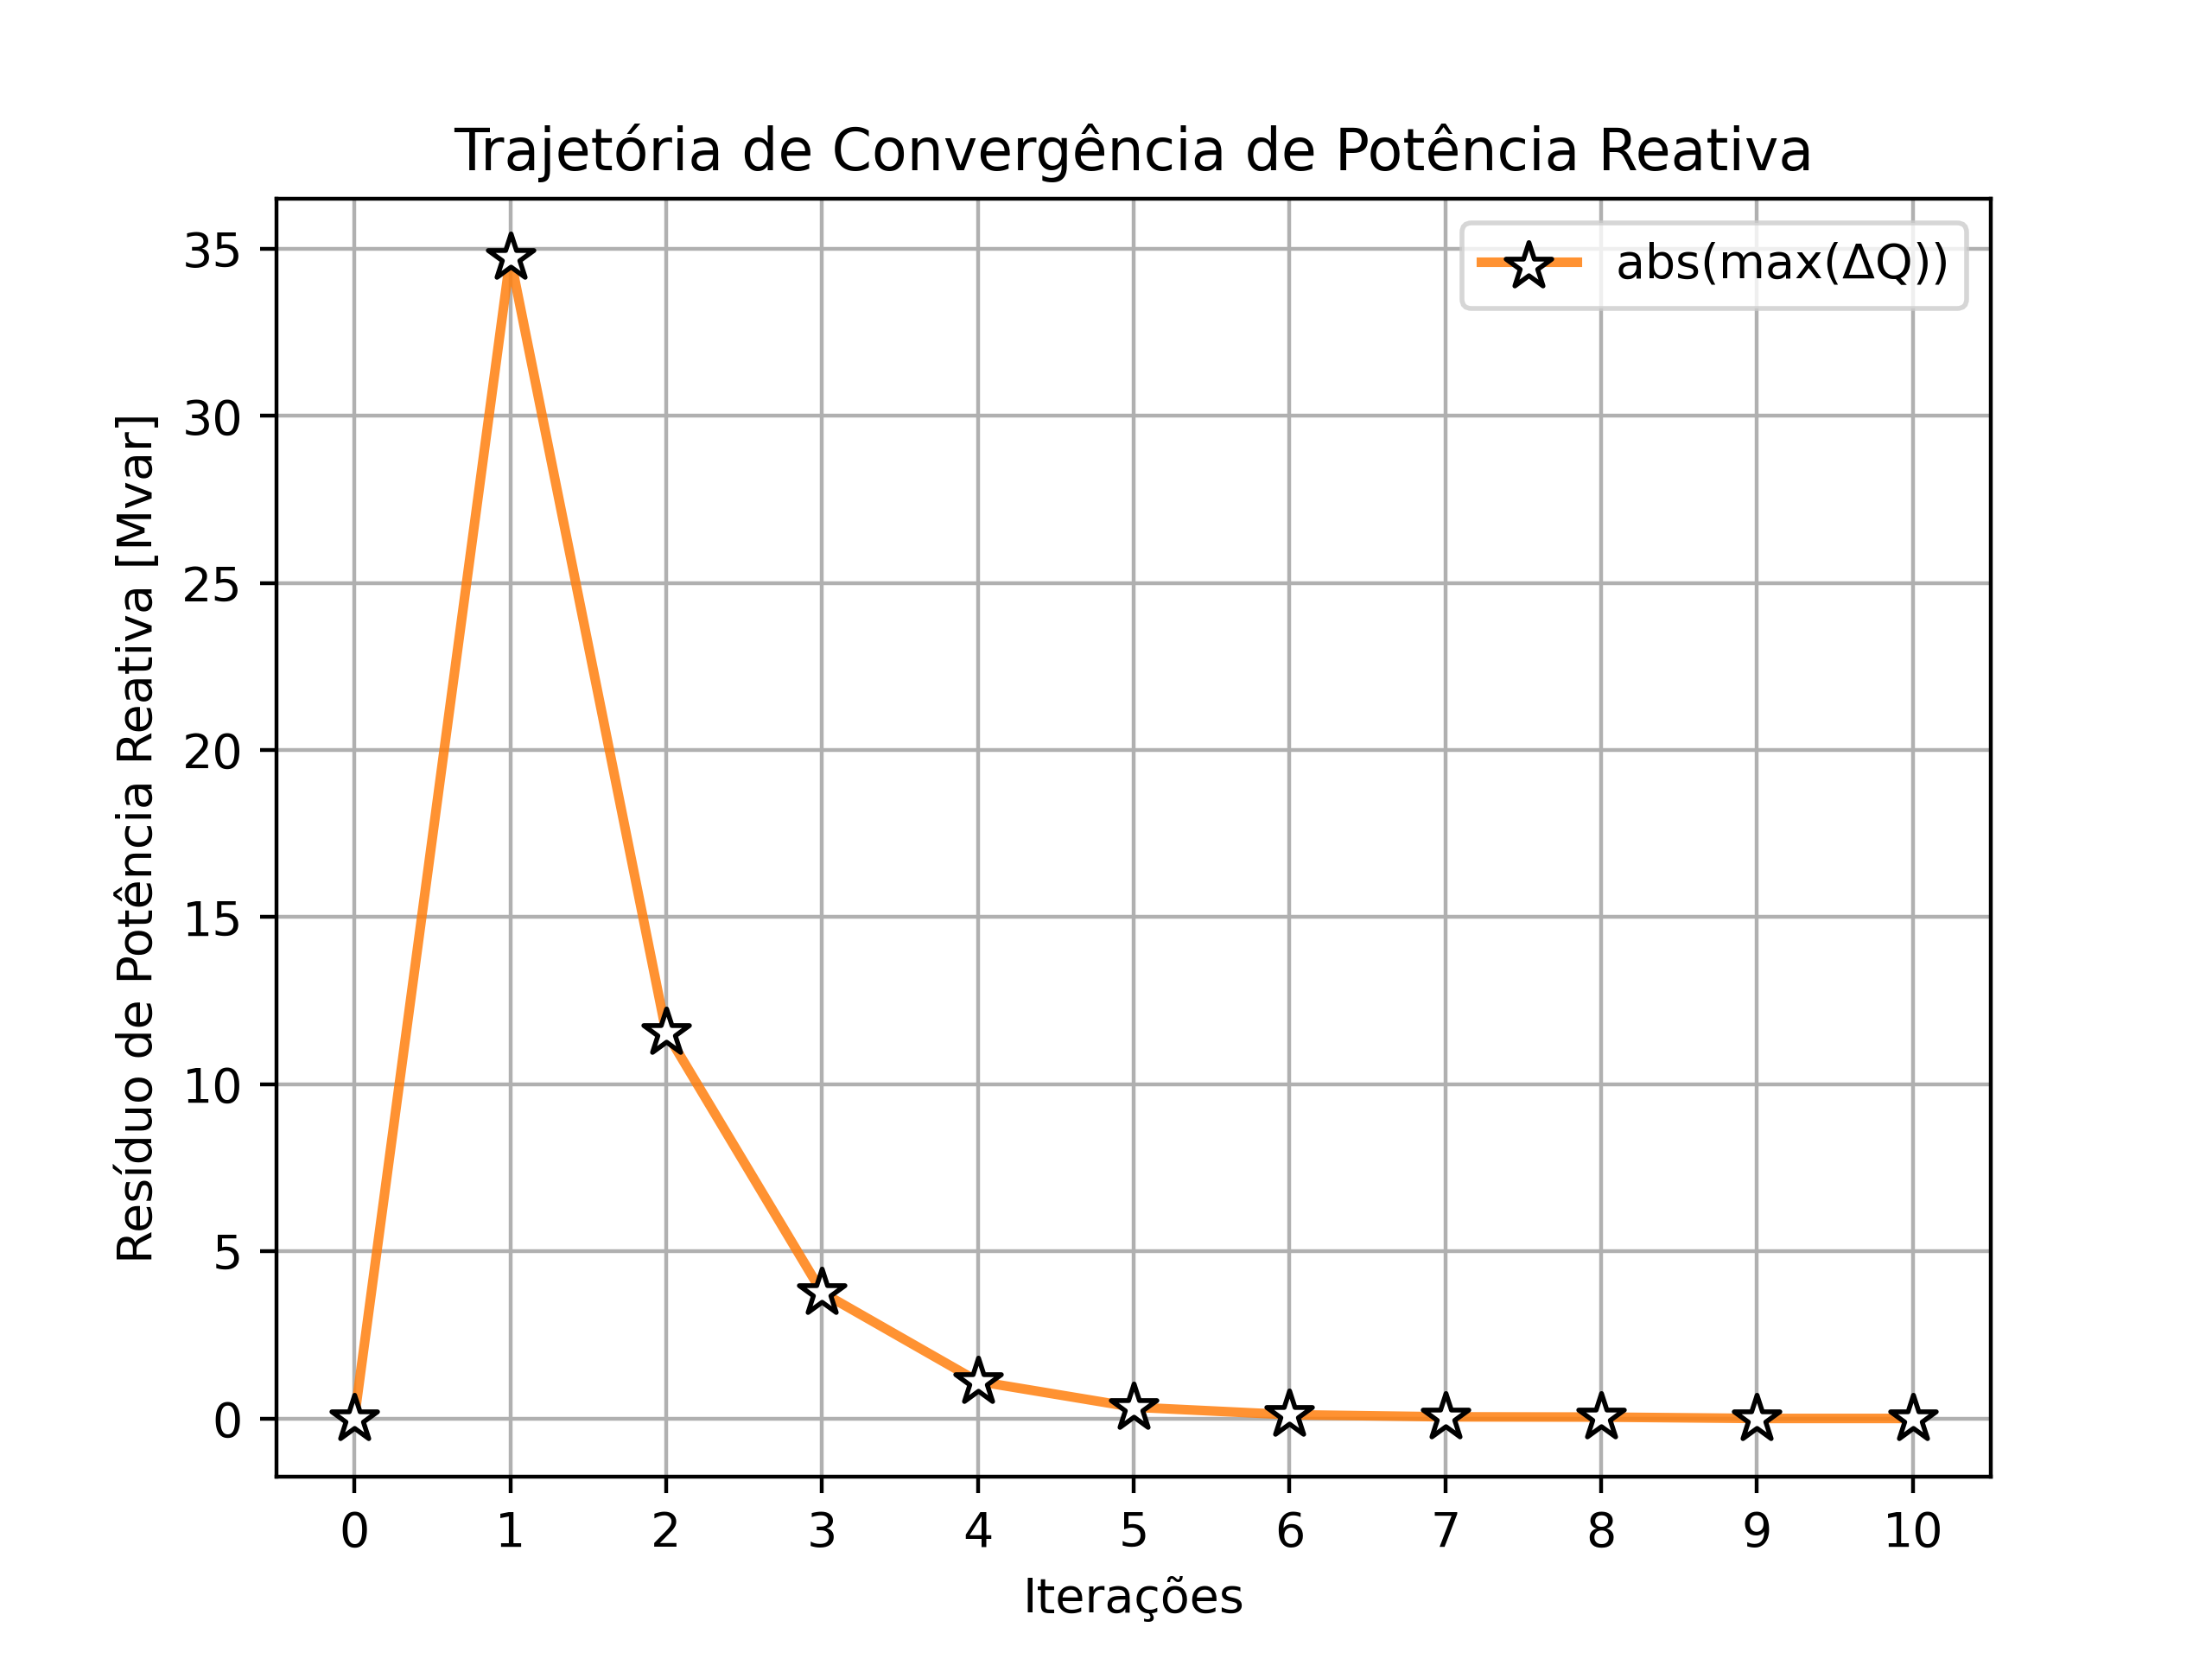 Trajetória de Convergência de Potência Reativa
abs(max(ΔQ))
Resíduo de Potência Reativa [Mvar]
35
30
25
20
15
10
5
0
0 1 2 3 4 5 6 7 8 9 10
Iterações